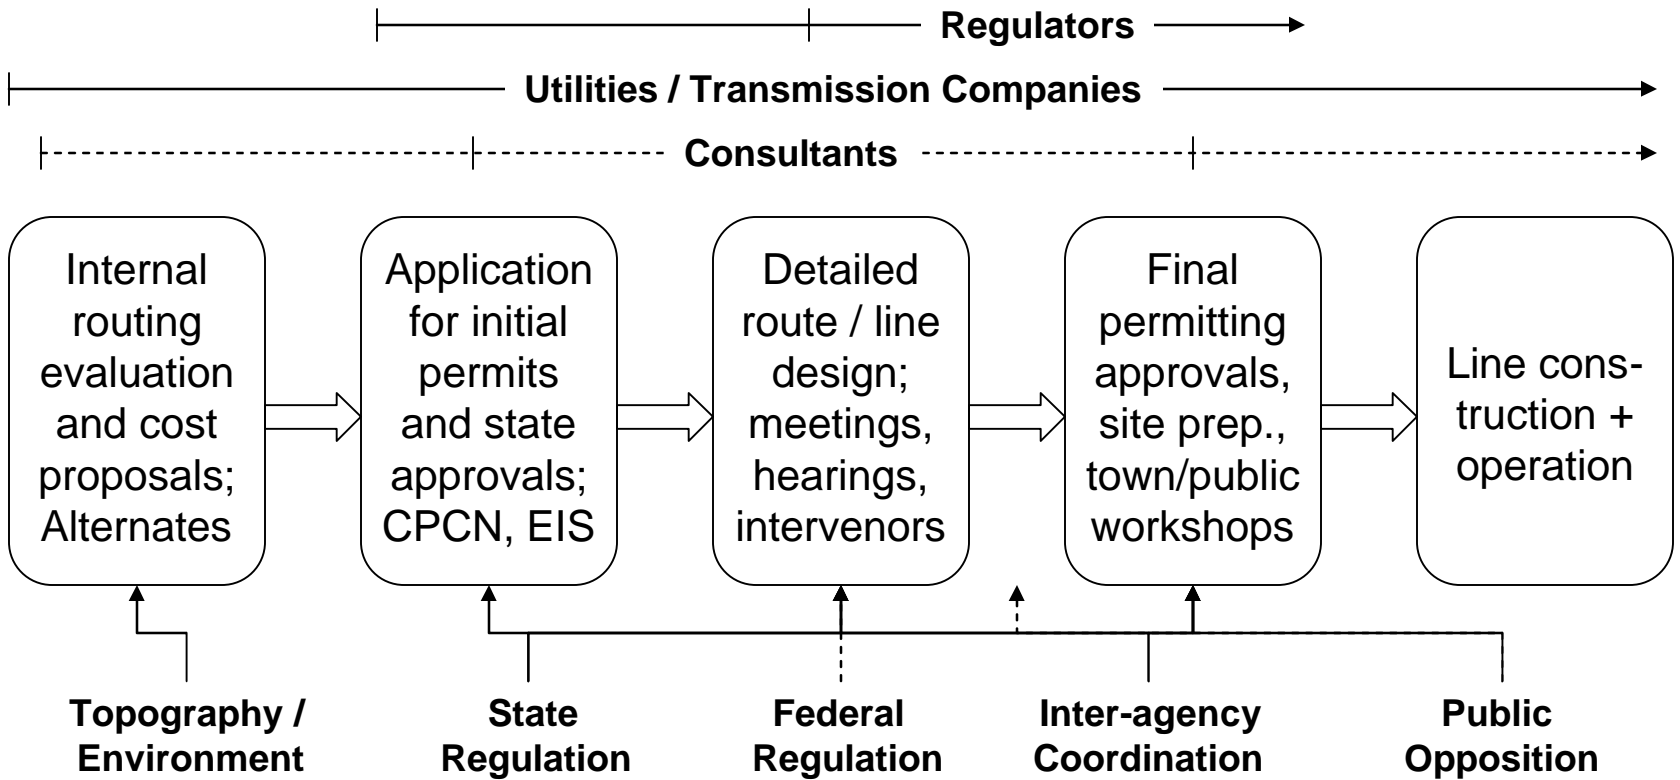 Regulators
Utilities / Transmission Companies
Consultants
Internal
routing
evaluation
and cost
proposals;
Alternates
Application
for initial
permits
and state
approvals;
CPCN, EIS
Detailed
route / line
design;
meetings,
hearings,
intervenors
Final
permitting
approvals,
site prep.,
town/public
workshops
Line cons-
truction +
operation
Topography /
Environment
State
Regulation
Federal
Regulation
Inter-agency
Coordination
Public
Opposition